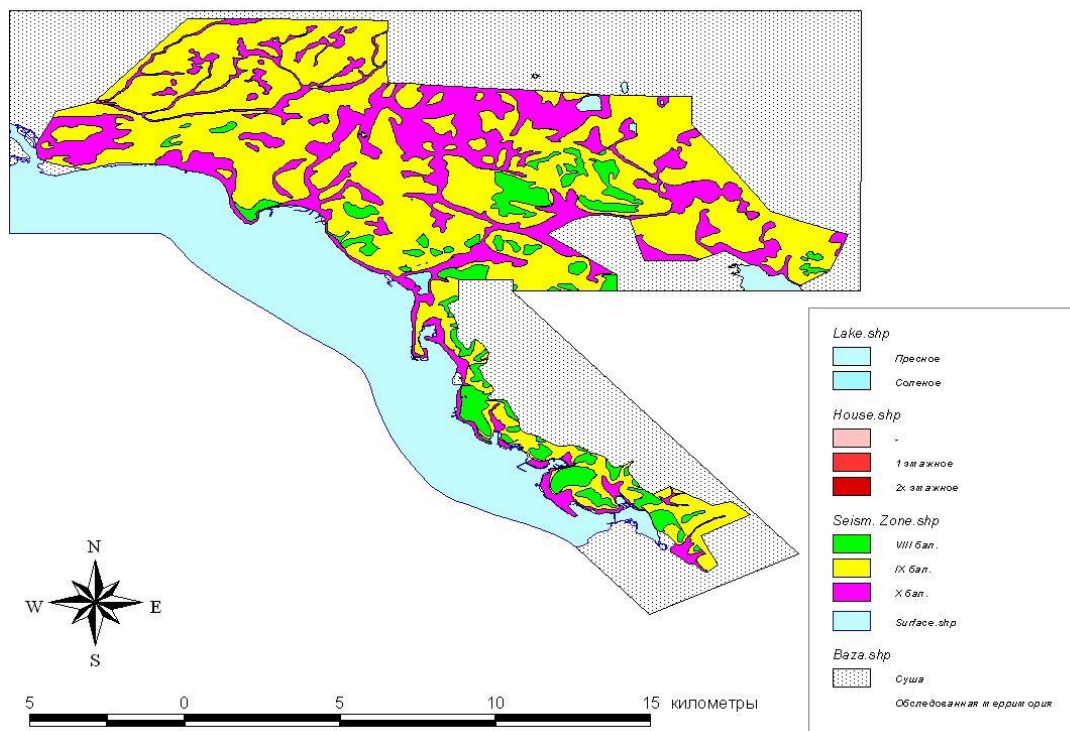 Lake.shp
Пресное
Соленое
House.shp
-
1 этажное
2х этажное
Seism. Zone.shp
VIII бал.
IX бал.
X бал.
Surface.shp
Baza.shp
Суша
Обследованная территория
N
W E
S
5 0 5 10 15 километры